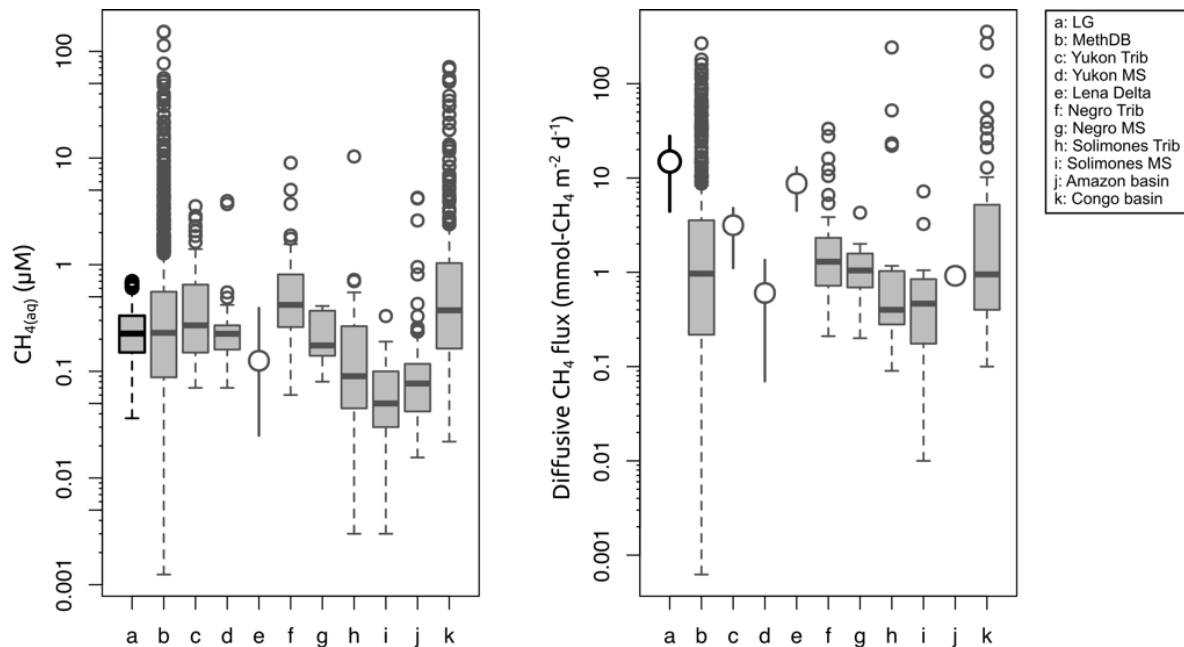 CH4(aq) (µM)
100
10
1
0.1
0.01
0.001
a b c d e f g h i j k
Diffusive CH4 flux (mmol-CH4 m-2 d-1)
100
10
1
0.1
0.01
0.001
a b c d e f g h i j k
a: LG
b: MethDB
c: Yukon Trib
d: Yukon MS
e: Lena Delta
f: Negro Trib
g: Negro MS
h: Solimones Trib
i: Solimones MS
j: Amazon basin
k: Congo basin